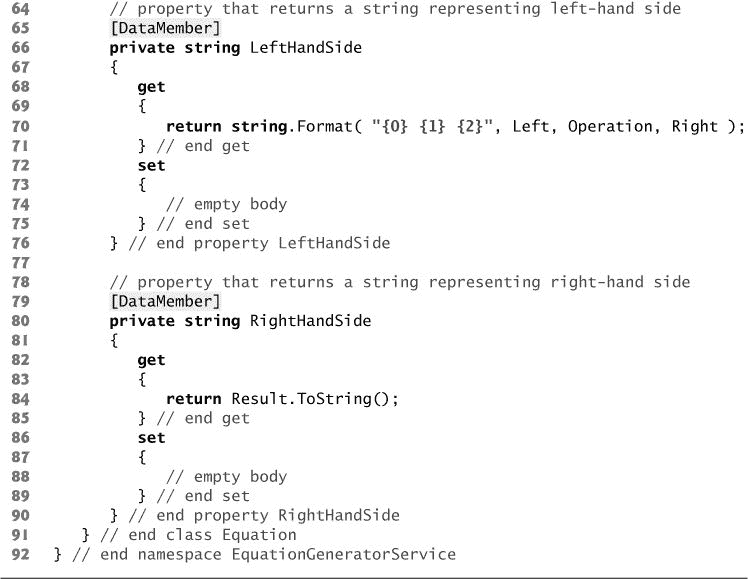 64 // property that returns a string representing left-hand side
65 [DataMember]
66 private string LeftHandSide
67 {
68 get
69 {
70 return string.Format( "{0} {1} {2}", Left, Operation, Right );
71 } // end get
72 set
73 {
74 // empty body
75 } // end set
76 } // end property LeftHandSide
77
78 // property that returns a string representing right-hand side
79 [DataMember]
80 private string RightHandSide
81 {
82 get
83 {
84 return Result.ToString();
85 } // end get
86 set
87 {
88 // empty body
89 } // end set
90 } // end property RightHandSide
91 } // end class Equation
92 } // end namespace EquationGeneratorService